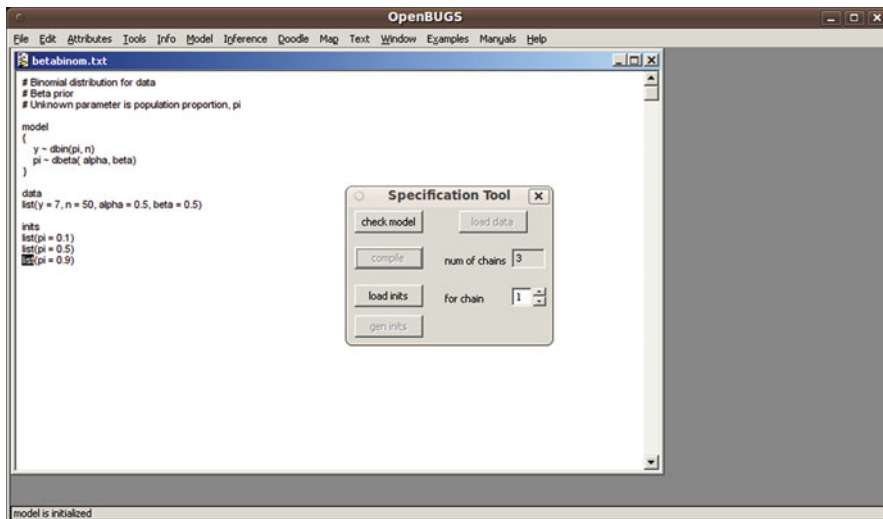 OpenBUGS
File Edit Attributes Tools Info Model Inference Doodle Map Text Window Examples Manuals Help
betabinom.txt
# Binomial distribution for data
# Beta prior
# Unknown parameter is population proportion, pi
model
{
y ~ dbin(pi, n)
pi ~ dbeta( alpha, beta)
}
data
list(y = 7, n = 50, alpha = 0.5, beta = 0.5)
inits
list(pi = 0.1)
list(pi = 0.5)
list(pi = 0.9)
Specification Tool
check model
load data
compile
num of chains 3
load inits
for chain 1
gen inits
model is initialized